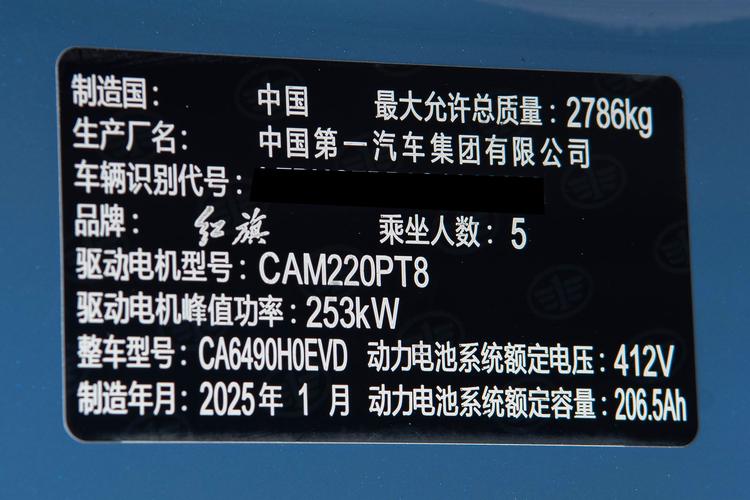 制造国： 中国 最大允许总质量：2786kg
生产厂名： 中国第一汽车集团有限公司
车辆识别代号：
品牌： 红旗 乘坐人数：5
驱动电机型号：CAM220PT8
驱动电机峰值功率：253kW
整车型号：CA6490H0EVD 动力电池系统额定电压：412V
制造年月：2025年 1 月 动力电池系统额定容量：206.5Ah